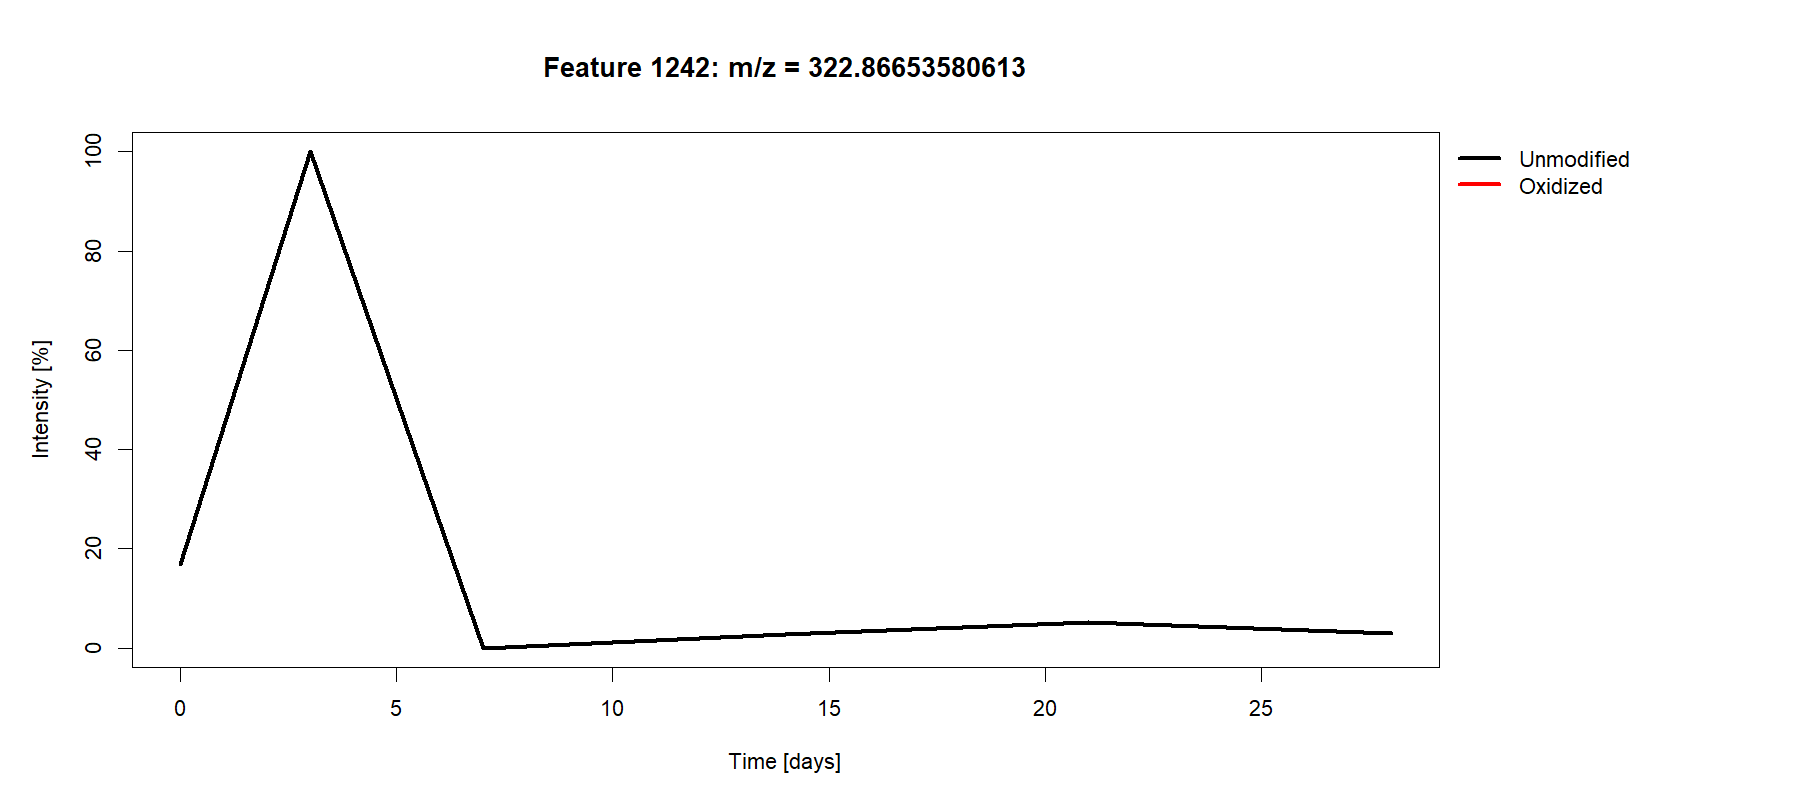 Feature 1242: m/z = 322.86653580613
Unmodified
Oxidized
Intensity [%]
100
80
60
40
20
0
0 5 10 15 20 25
Time [days]